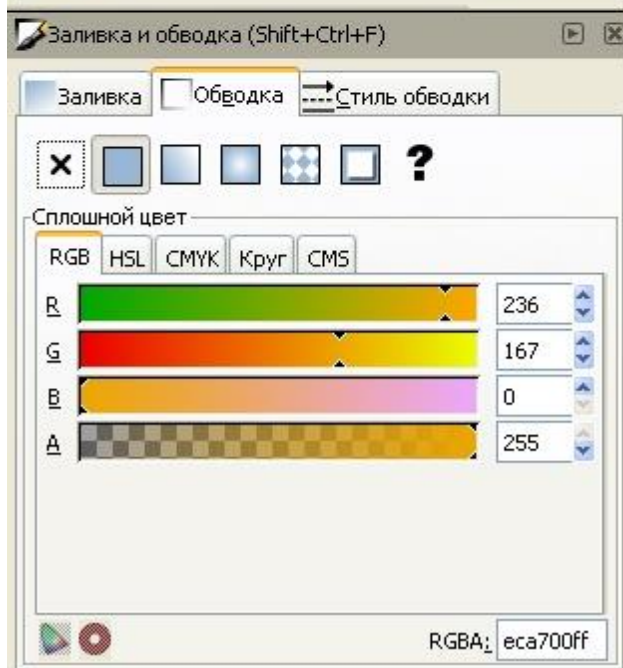 Заливка и обводка (Shift+Ctrl+F)
Заливка Обводка Стиль обводки
?
Сплошной цвет
RGB HSL CMYK Круг CMS
R 236
G 167
B 0
A 255
RGBA: eca700ff